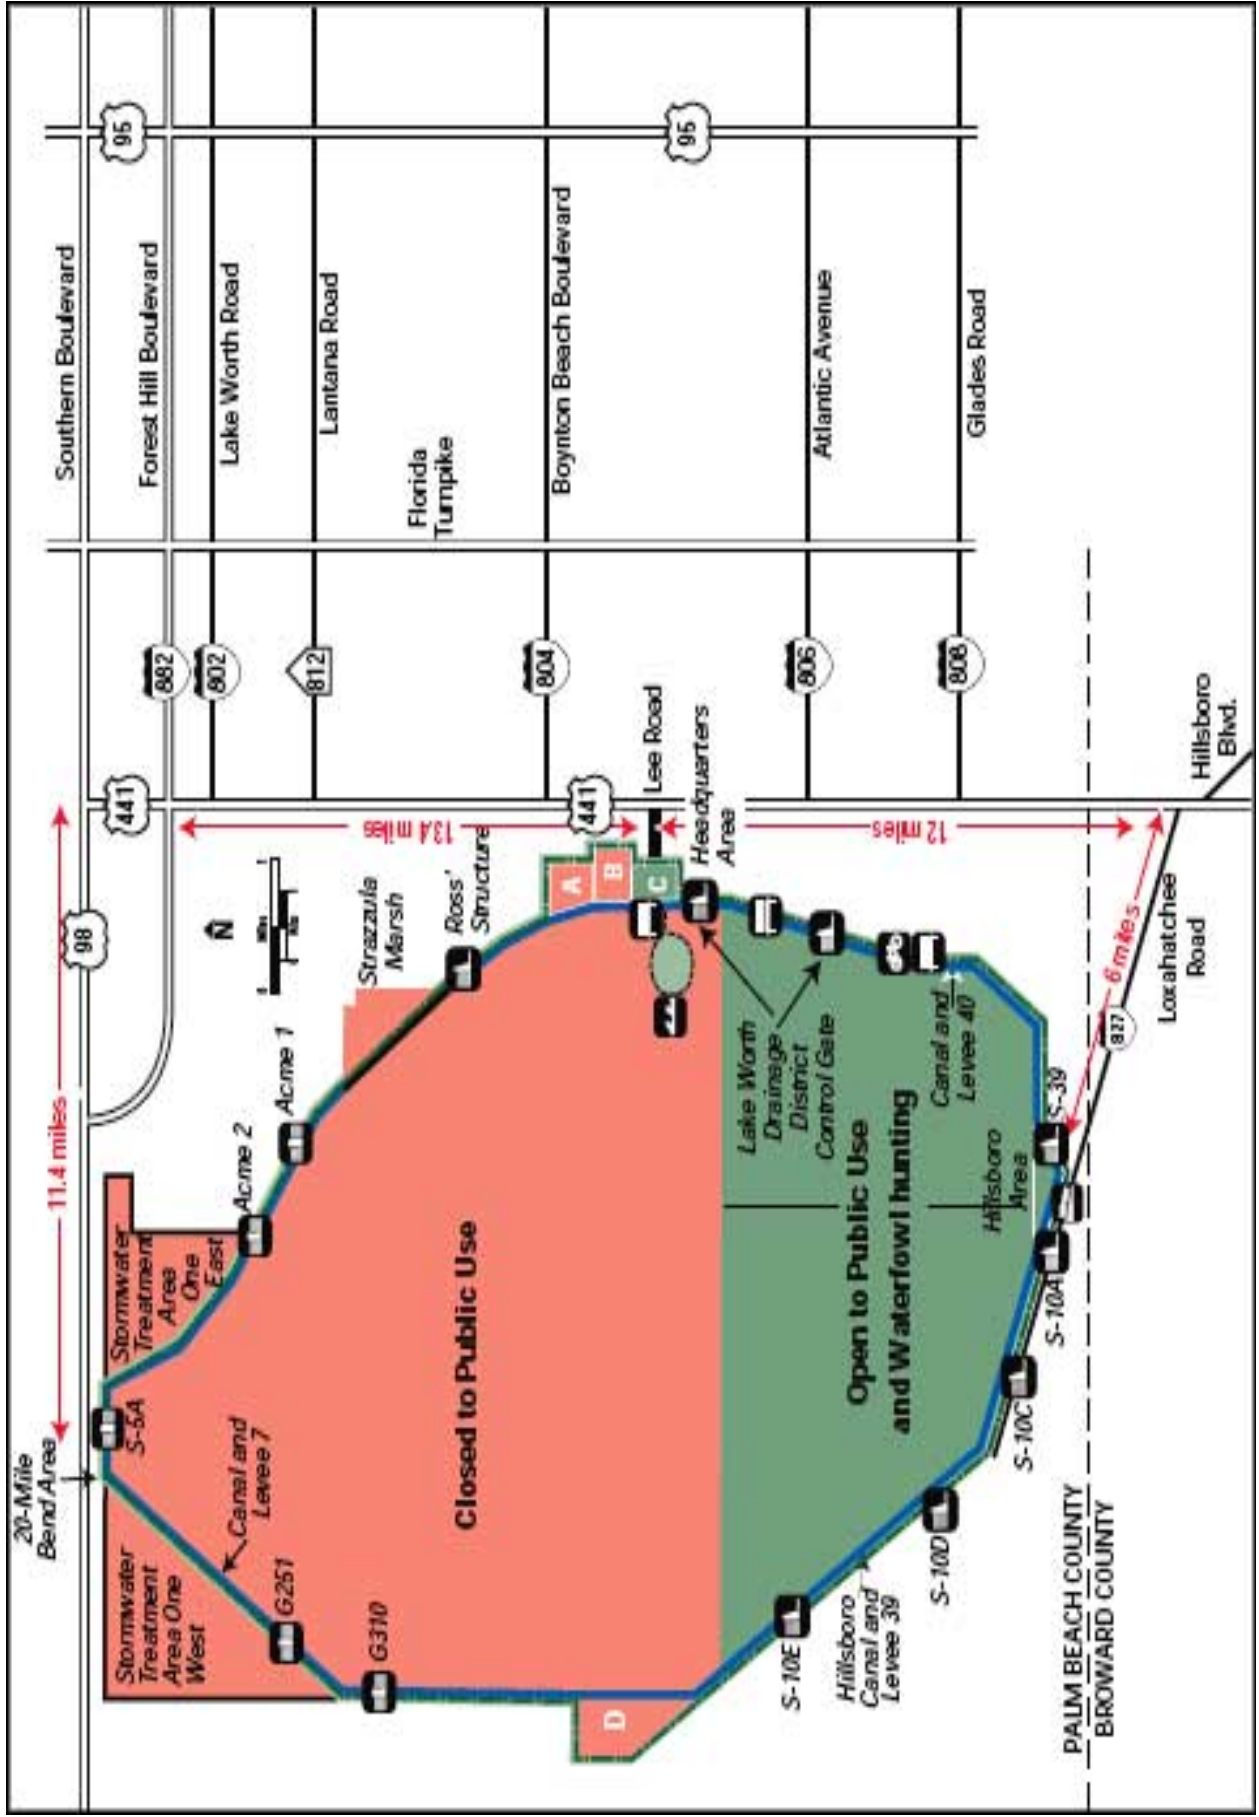 20-Mile
Bend Area
11.4 miles
98
441
95
Southern Boulevard
Stormwater
Treatment
Area One
West
S-5A
Stormwater
Treatment
Area
One
East
882
Forest Hill Boulevard
Acme 2
Acme 1
N
Miles
0
1
802
Lake Worth Road
G251
Canal and
Levee 7
812
Lantana Road
G310
Strazzulla
Marsh
Ross'
Structure
13.4 miles
Florida
Turnpike
Closed to Public Use
804
Boynton Beach Boulevard
441
D
A
B
C
Lee Road
Headquarters
Area
95
Lake Worth
Drainage
District
Control Gate
12 miles
806
Atlantic Avenue
S-10E
Open to Public Use
and Waterfowl hunting
Hillsboro
Canal and
Levee 39
S-10D
Canal and
Levee 40
808
Glades Road
Hillsboro
Area
S-10C
S-10A
S-39
6 miles
827
Loxahatchee
Road
Hillsboro
Blvd.
PALM BEACH COUNTY
BROWARD COUNTY